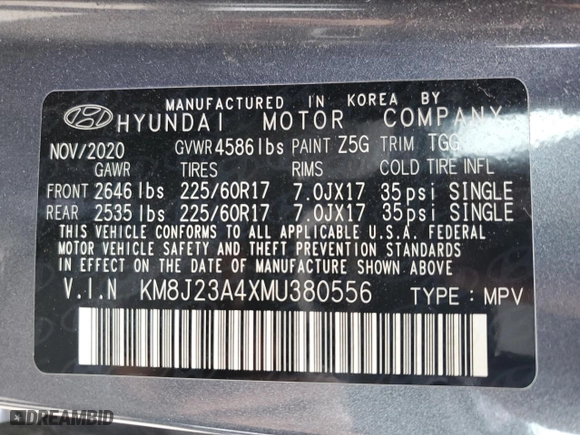 MANUFACTURED IN KOREA BY
HYUNDAI MOTOR COMPANY
NOV/2020 GVWR 4586 lbs PAINT Z5G TRIM TGG
GAWR TIRES RIMS COLD TIRE INFL
FRONT 2646 lbs 225/60R17 7.0JX17 35 psi SINGLE
REAR 2535 lbs 225/60R17 7.0JX17 35 psi SINGLE
THIS VEHICLE CONFORMS TO ALL APPLICABLE U.S.A. FEDERAL
MOTOR VEHICLE SAFETY AND THEFT PREVENTION STANDARDS
IN EFFECT ON THE DATE OF MANUFACTURE SHOWN ABOVE.
V.I.N KM8J23A4XMU380556 TYPE : MPV
DREAMBID